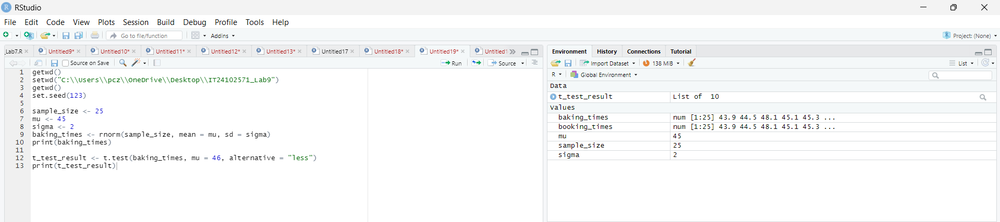 RStudio
File Edit Code View Plots Session Build Debug Profile Tools Help
Go to file/function Addins Project: (None)
_Lab7.R Untitled9* Untitled10* Untitled11* Untitled12* Untitled13* Untitled17 Untitled18* Untitled19* Untitled1
Source on Save Run Source
1 getwd()
2 setwd("C:\\Users\\pcz\\OneDrive\\Desktop\\IT24102571_Lab9")
3 getwd()
4 set.seed(123)
5
6 sample_size <- 25
7 mu <- 45
8 sigma <- 2
9 baking_times <- rnorm(sample_size, mean = mu, sd = sigma)
10 print(baking_times)
11
12 t_test_result <- t.test(baking_times, mu = 46, alternative = "less")
13 print(t_test_result)
Environment History Connections Tutorial
Import Dataset 138 MiB List
R Global Environment
Data
t_test_result List of 10
Values
baking_times num [1:25] 43.9 44.5 48.1 45.1 45.3 ...
booking_times num [1:25] 43.9 44.5 48.1 45.1 45.3 ...
mu 45
sample_size 25
sigma 2